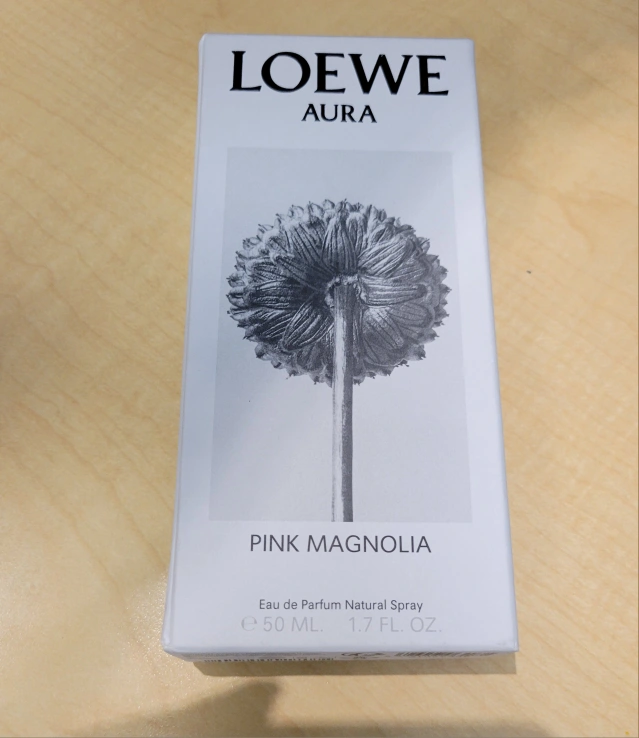 LOEWE
AURA
PINK MAGNOLIA
Eau de Parfum Natural Spray
℮ 50 ML. 1.7 FL. OZ.